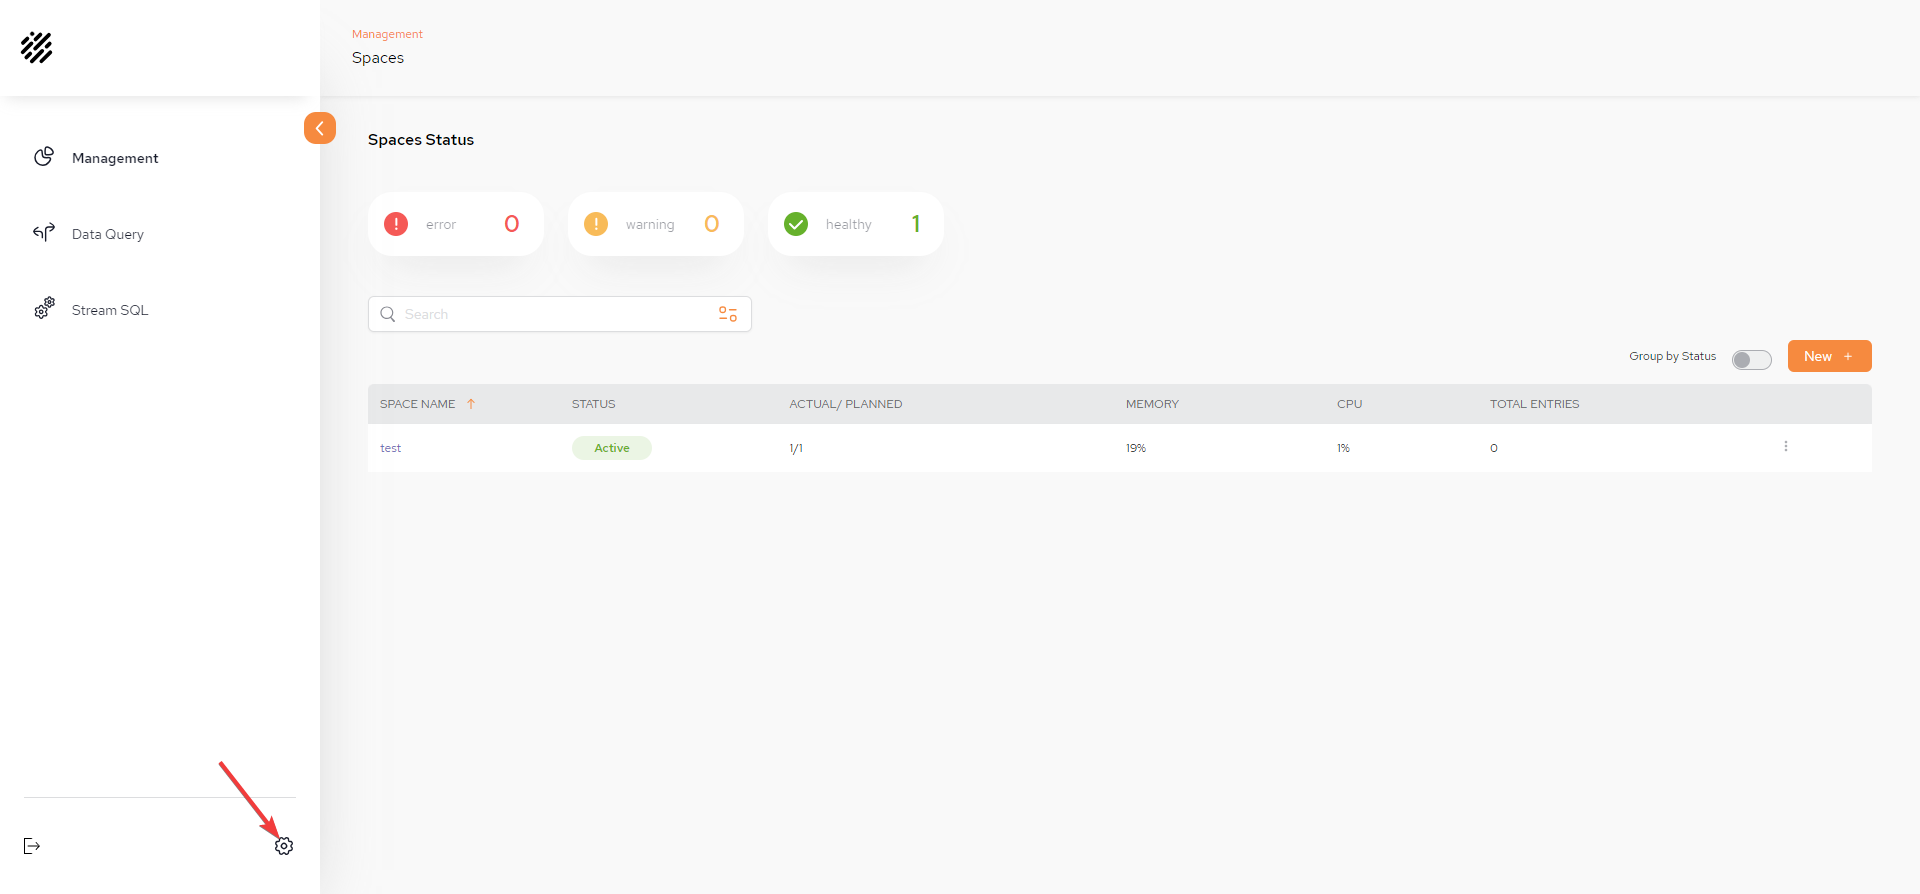 Management
Spaces
Management
Data Query
Stream SQL
Spaces Status
error 0
warning 0
healthy 1
Search
Group by Status
New +
SPACE NAME STATUS ACTUAL/ PLANNED MEMORY CPU TOTAL ENTRIES
test Active 1/1 19% 1% 0